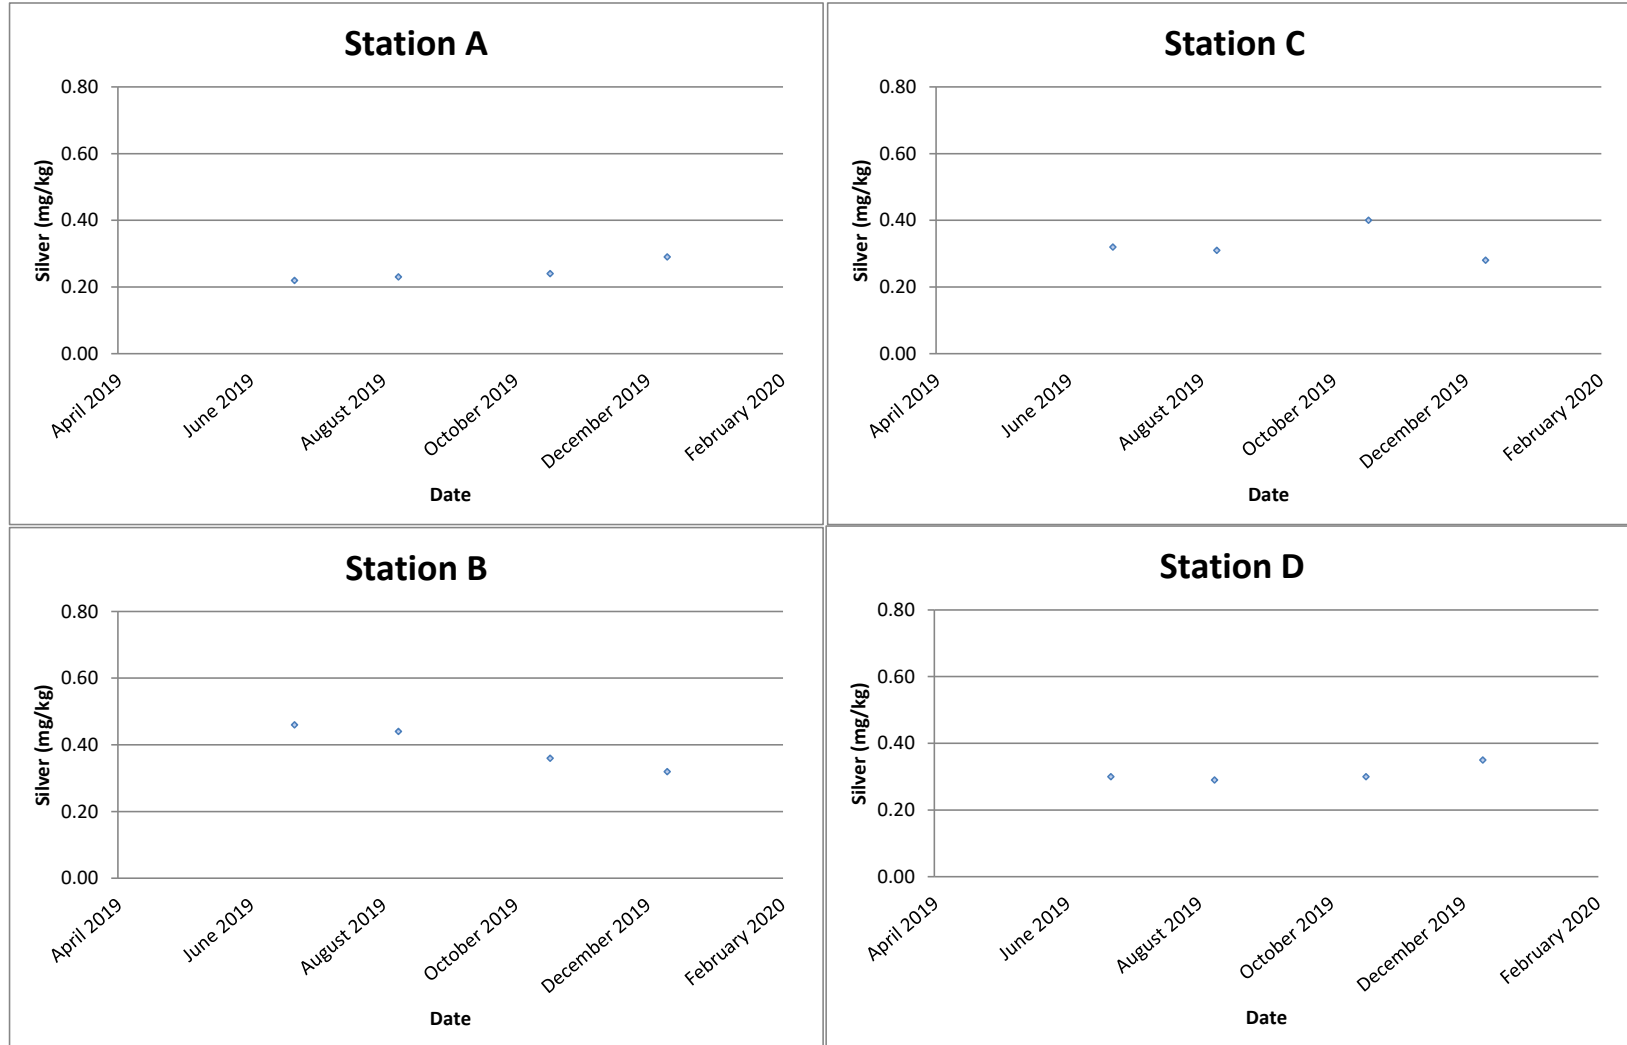 Station A
0.80
0.60
0.40
0.20
0.00
Silver (mg/kg)
April 2019
June 2019
August 2019
October 2019
December 2019
February 2020
Date
Station C
0.80
0.60
0.40
0.20
0.00
Silver (mg/kg)
April 2019
June 2019
August 2019
October 2019
December 2019
February 2020
Date
Station B
0.80
0.60
0.40
0.20
0.00
Silver (mg/kg)
April 2019
June 2019
August 2019
October 2019
December 2019
February 2020
Date
Station D
0.80
0.60
0.40
0.20
0.00
Silver (mg/kg)
April 2019
June 2019
August 2019
October 2019
December 2019
February 2020
Date